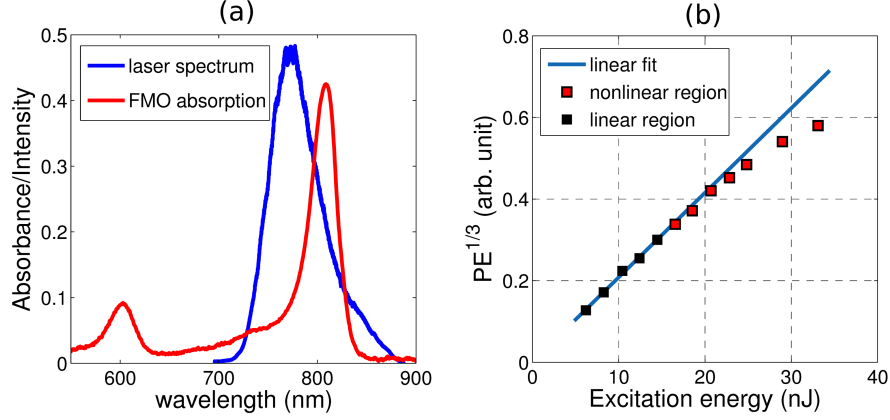 (a)
Absorbance/Intensity
0.5
0.4
0.3
0.2
0.1
0
laser spectrum
FMO absorption
600
700
800
900
wavelength (nm)
(b)
PE^1/3 (arb. unit)
0.8
0.6
0.4
0.2
0
linear fit
nonlinear region
linear region
0
10
20
30
40
Excitation energy (nJ)